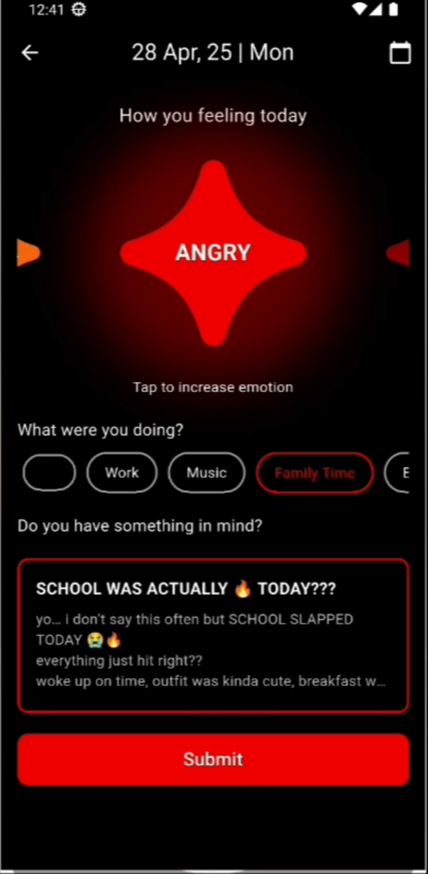 12:41
28 Apr, 25 | Mon
How you feeling today
ANGRY
Tap to increase emotion
What were you doing?
Work Music Family Time E
Do you have something in mind?
SCHOOL WAS ACTUALLY 🔥 TODAY???
yo... i don't say this often but SCHOOL SLAPPED
TODAY 😭🔥
everything just hit right??
woke up on time, outfit was kinda cute, breakfast w...
Submit